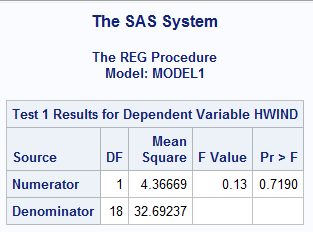 The SAS System
The REG Procedure
Model: MODEL1
Test 1 Results for Dependent Variable HWIND
Source DF Mean Square F Value Pr > F
Numerator 1 4.36669 0.13 0.7190
Denominator 18 32.69237